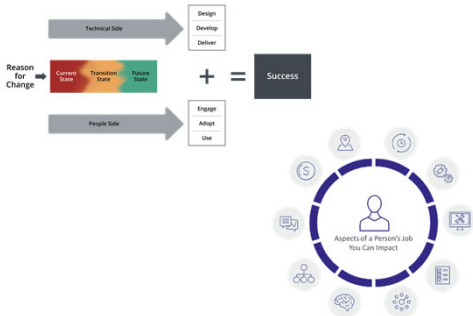 Technical Side
Design
Develop
Deliver
Reason
for
Change
Current
State
Transition
State
Future
State
+
=
Success
People Side
Engage
Adopt
Use
$
Aspects of a Person's Job
You Can Impact